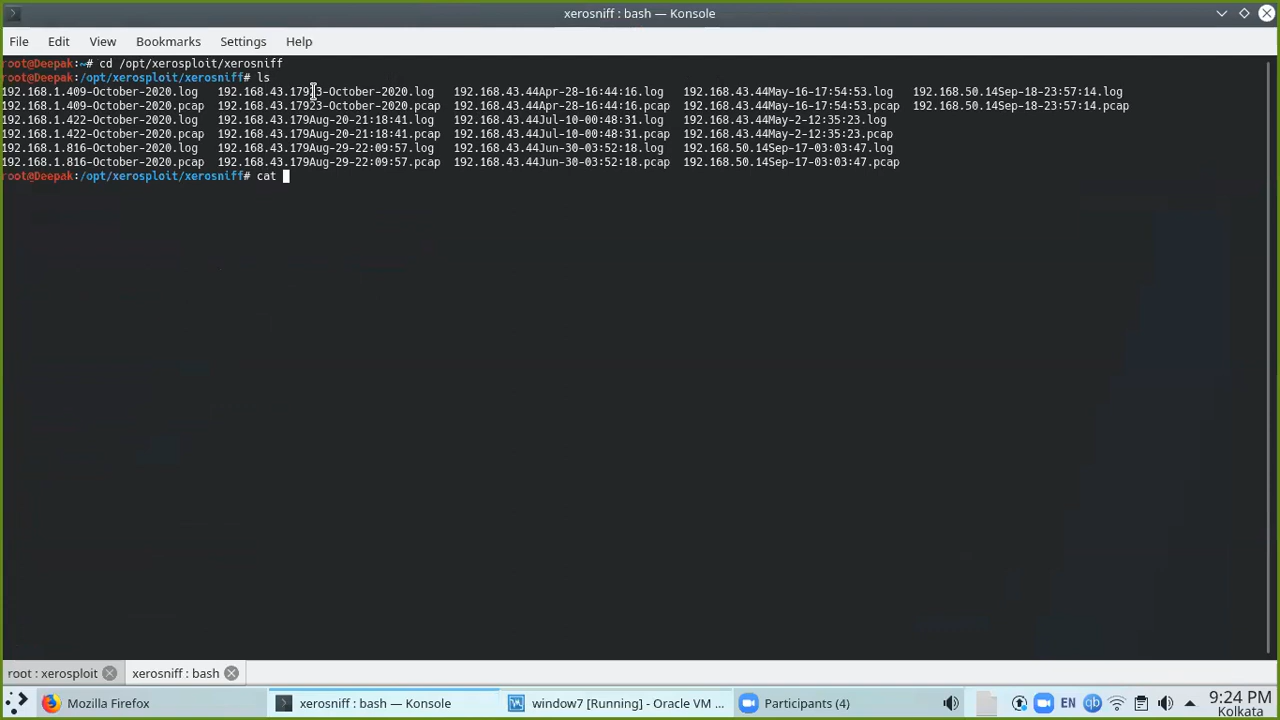 xerosniff : bash — Konsole
File Edit View Bookmarks Settings Help
root@Deepak:~# cd /opt/xerosploit/xerosniff
root@Deepak:/opt/xerosploit/xerosniff# ls
192.168.1.409-October-2020.log 192.168.43.17923-October-2020.log 192.168.43.44Apr-28-16:44:16.log 192.168.43.44May-16-17:54:53.log 192.168.50.14Sep-18-23:57:14.log
192.168.1.409-October-2020.pcap 192.168.43.17923-October-2020.pcap 192.168.43.44Apr-28-16:44:16.pcap 192.168.43.44May-16-17:54:53.pcap 192.168.50.14Sep-18-23:57:14.pcap
192.168.1.422-October-2020.log 192.168.43.179Aug-20-21:18:41.log 192.168.43.44Jul-10-00:48:31.log 192.168.43.44May-2-12:35:23.log
192.168.1.422-October-2020.pcap 192.168.43.179Aug-20-21:18:41.pcap 192.168.43.44Jul-10-00:48:31.pcap 192.168.43.44May-2-12:35:23.pcap
192.168.1.816-October-2020.log 192.168.43.179Aug-29-22:09:57.log 192.168.43.44Jun-30-03:52:18.log 192.168.50.14Sep-17-03:03:47.log
192.168.1.816-October-2020.pcap 192.168.43.179Aug-29-22:09:57.pcap 192.168.43.44Jun-30-03:52:18.pcap 192.168.50.14Sep-17-03:03:47.pcap
root@Deepak:/opt/xerosploit/xerosniff# cat
root : xerosploit xerosniff : bash
Mozilla Firefox xerosniff : bash — Konsole window7 [Running] - Oracle VM ... Participants (4) EN qb 9:24 PM
Kolkata